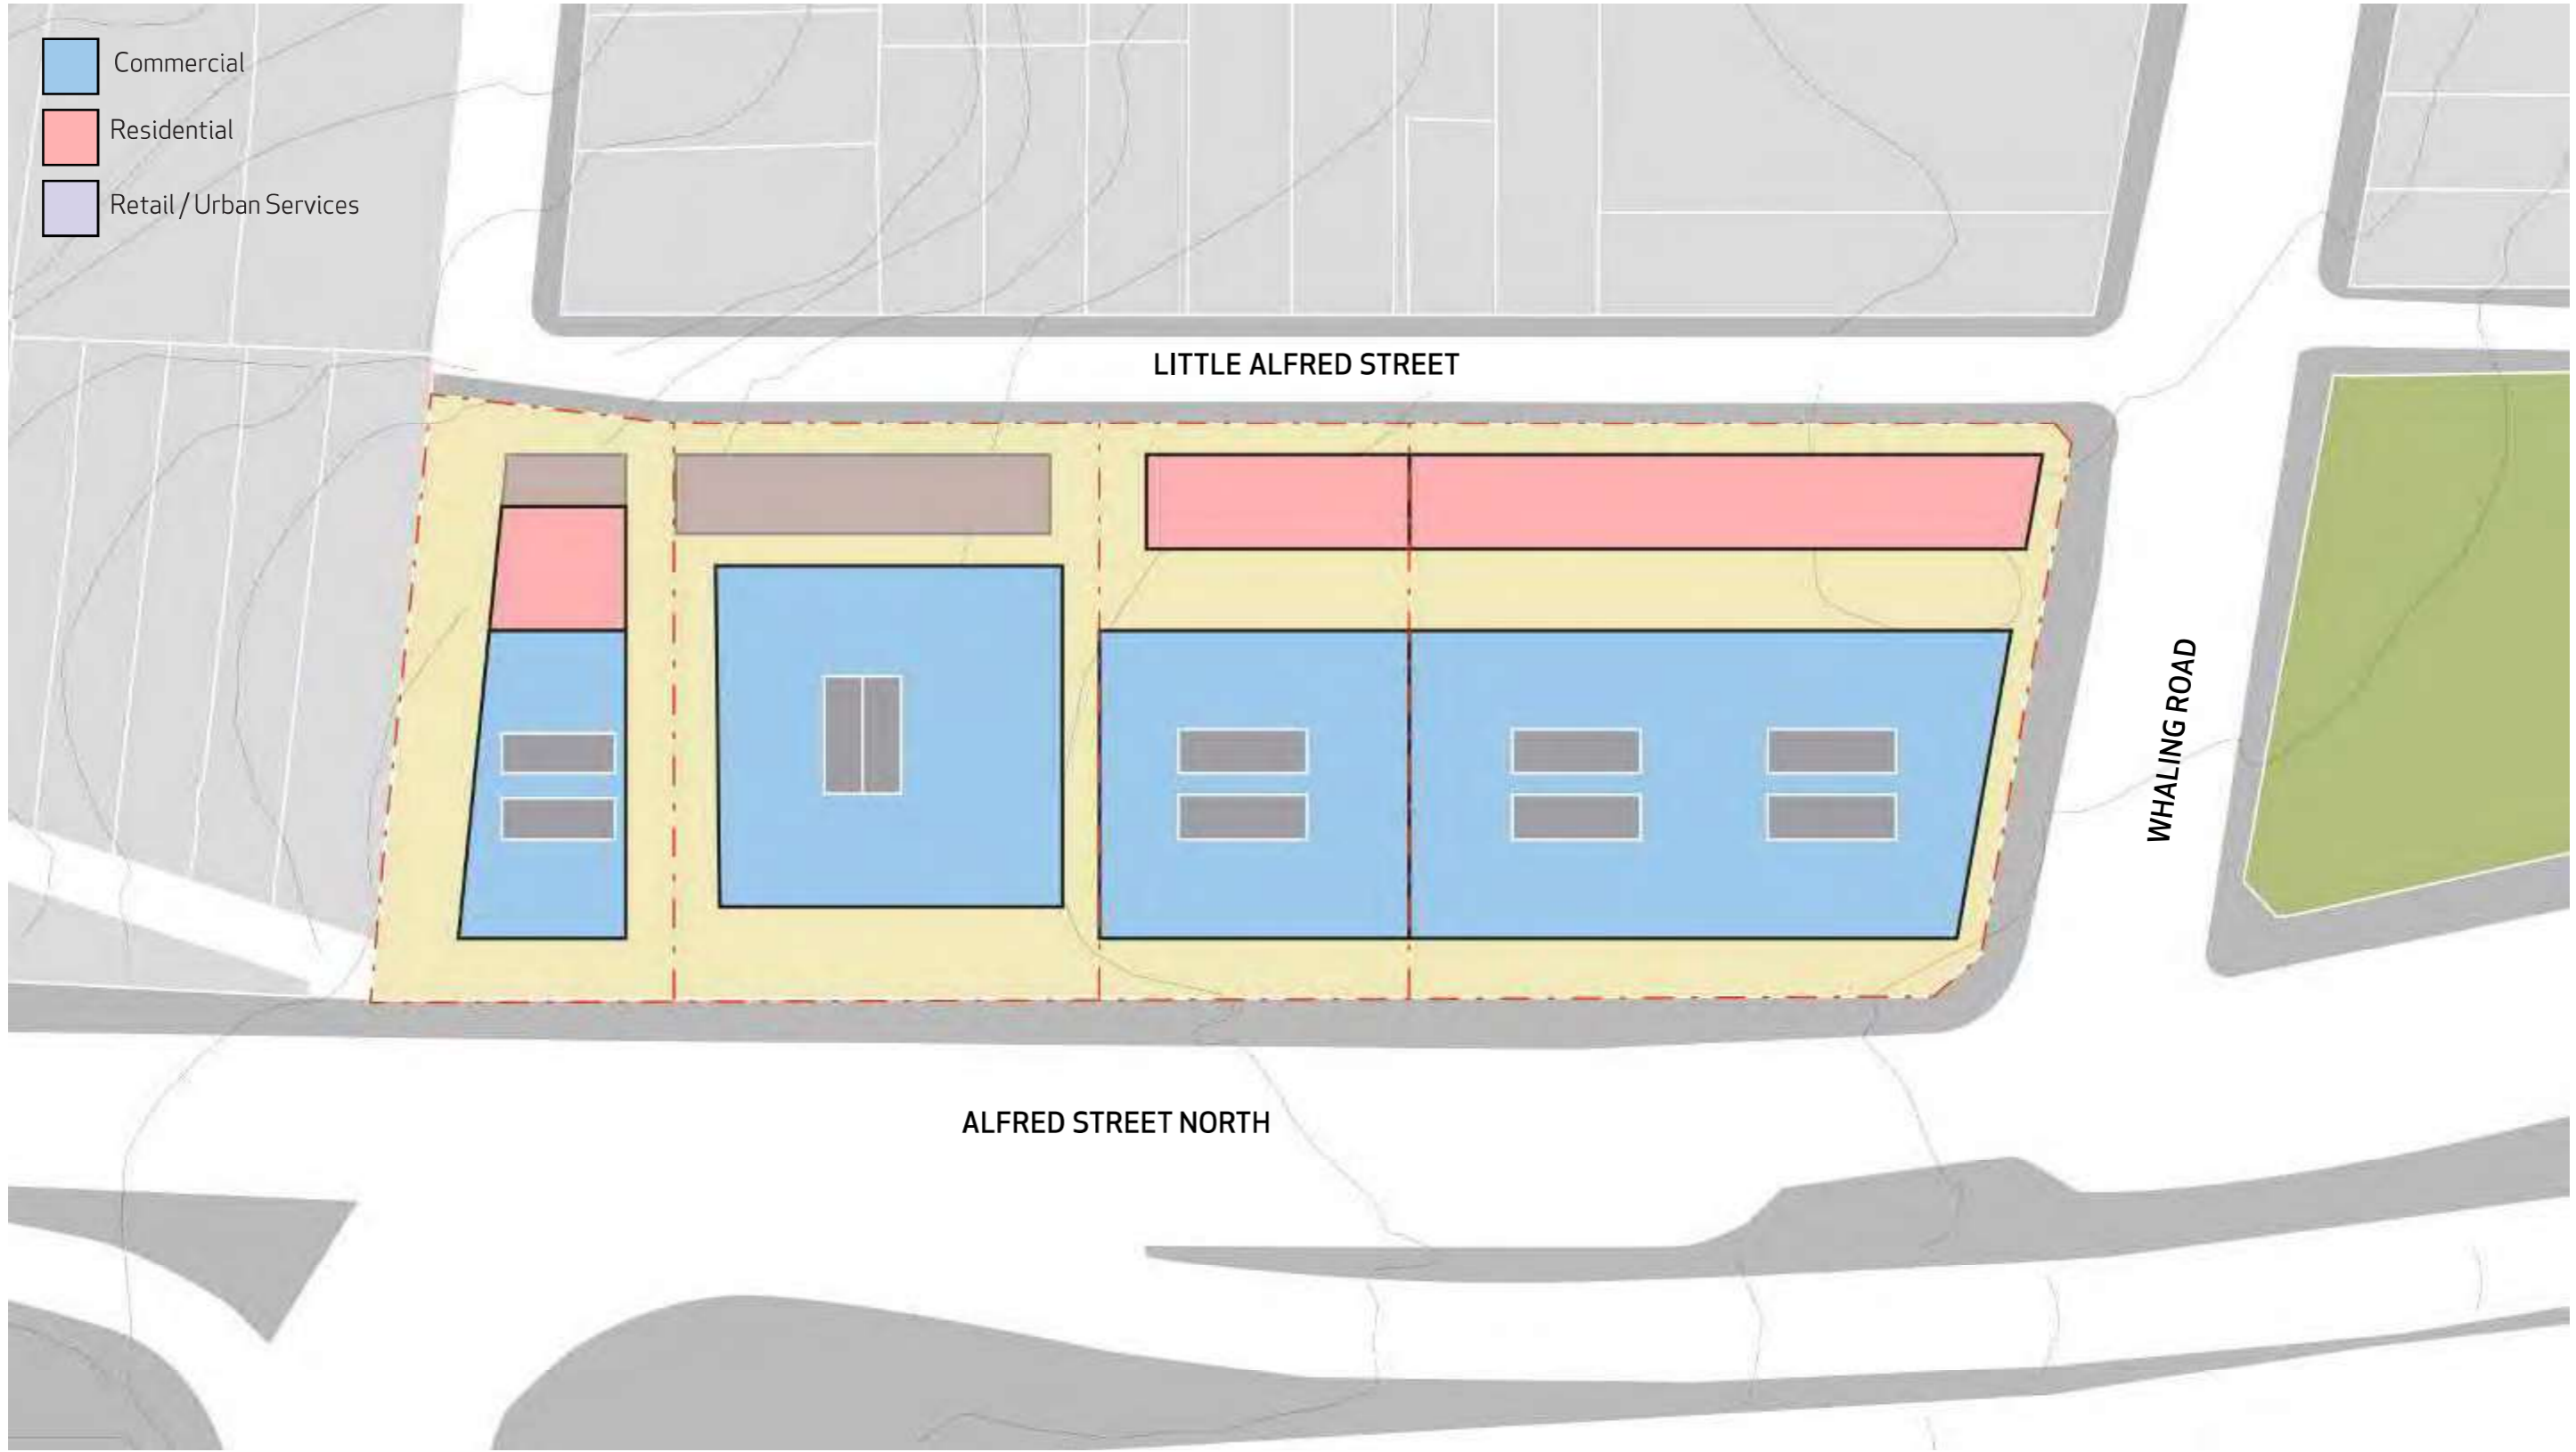 Commercial
Residential
Retail / Urban Services
LITTLE ALFRED STREET
WHALING ROAD
ALFRED STREET NORTH